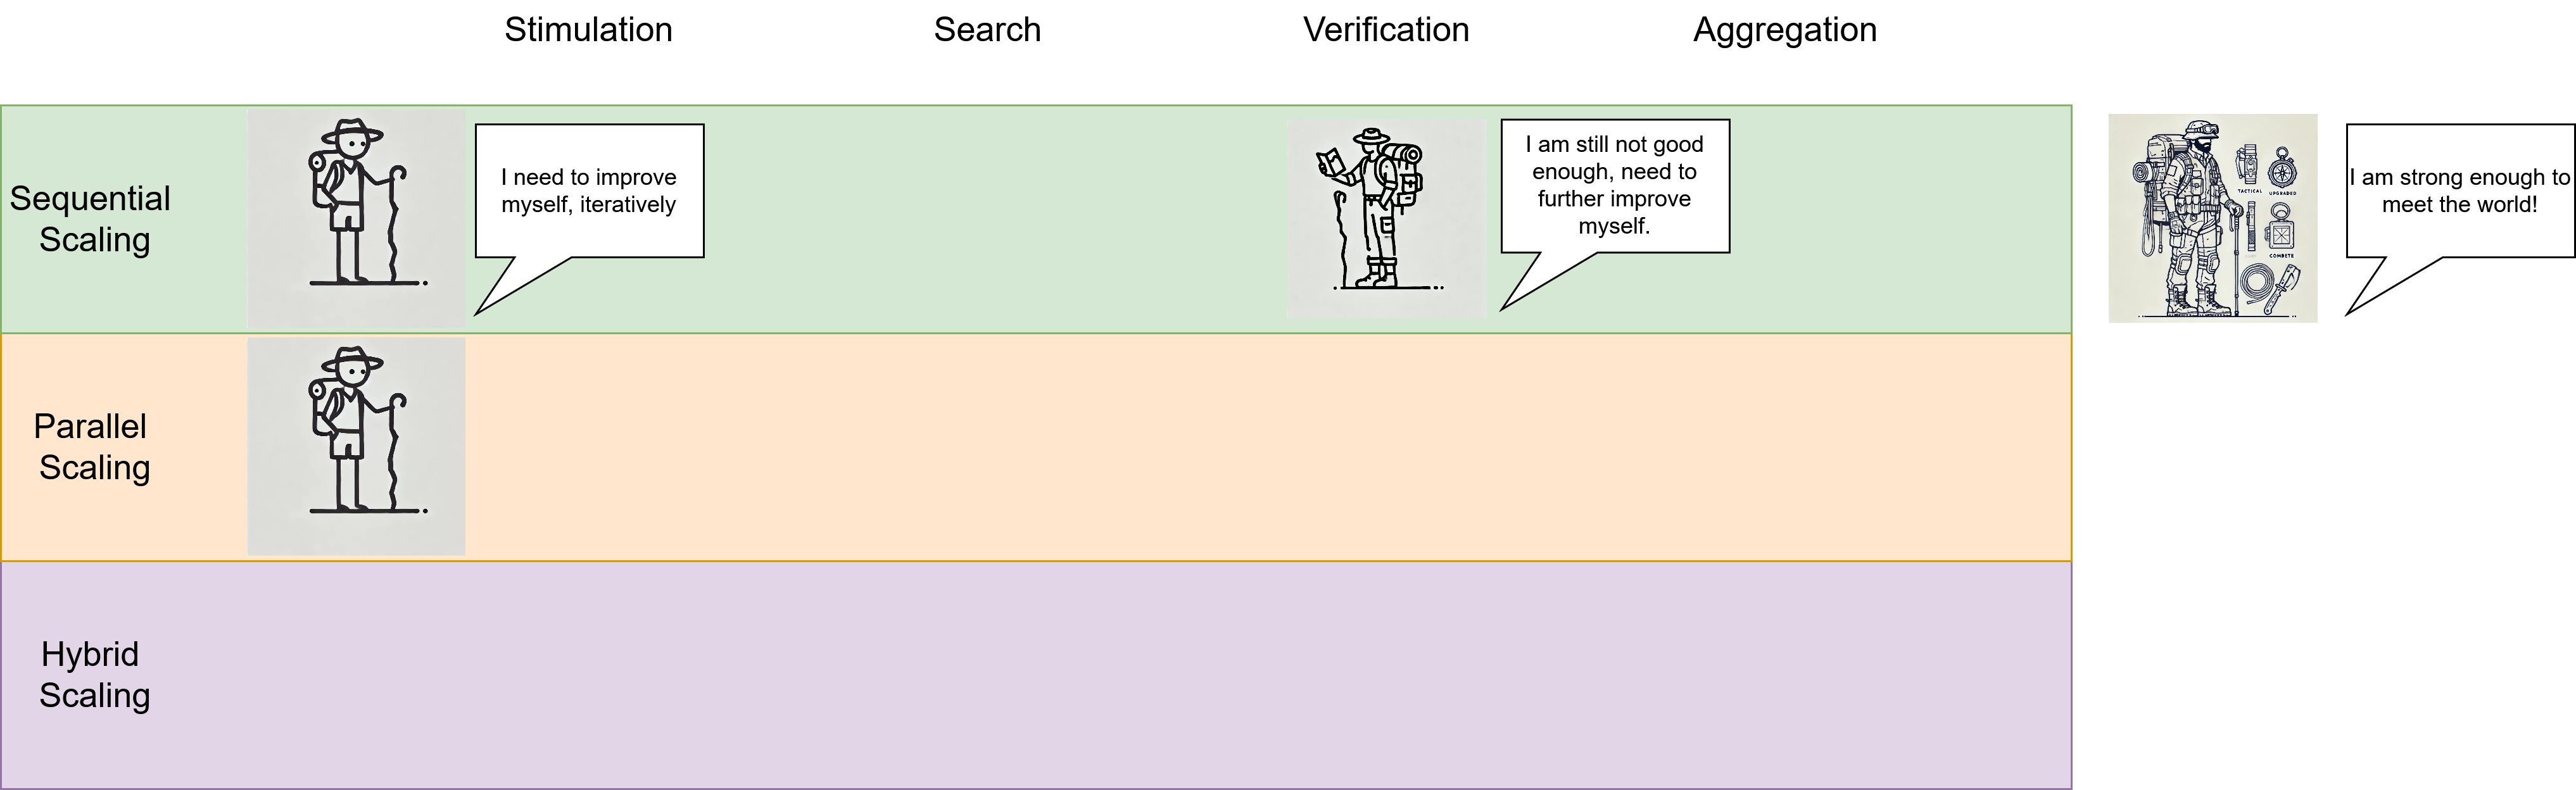 Stimulation
Search
Verification
Aggregation
Sequential
Scaling
I need to improve
myself, iteratively
I am still not good
enough, need to
further improve
myself.
TACTICAL
UPGRADED
COMBETE
I am strong enough to
meet the world!
Parallel
Scaling
Hybrid
Scaling